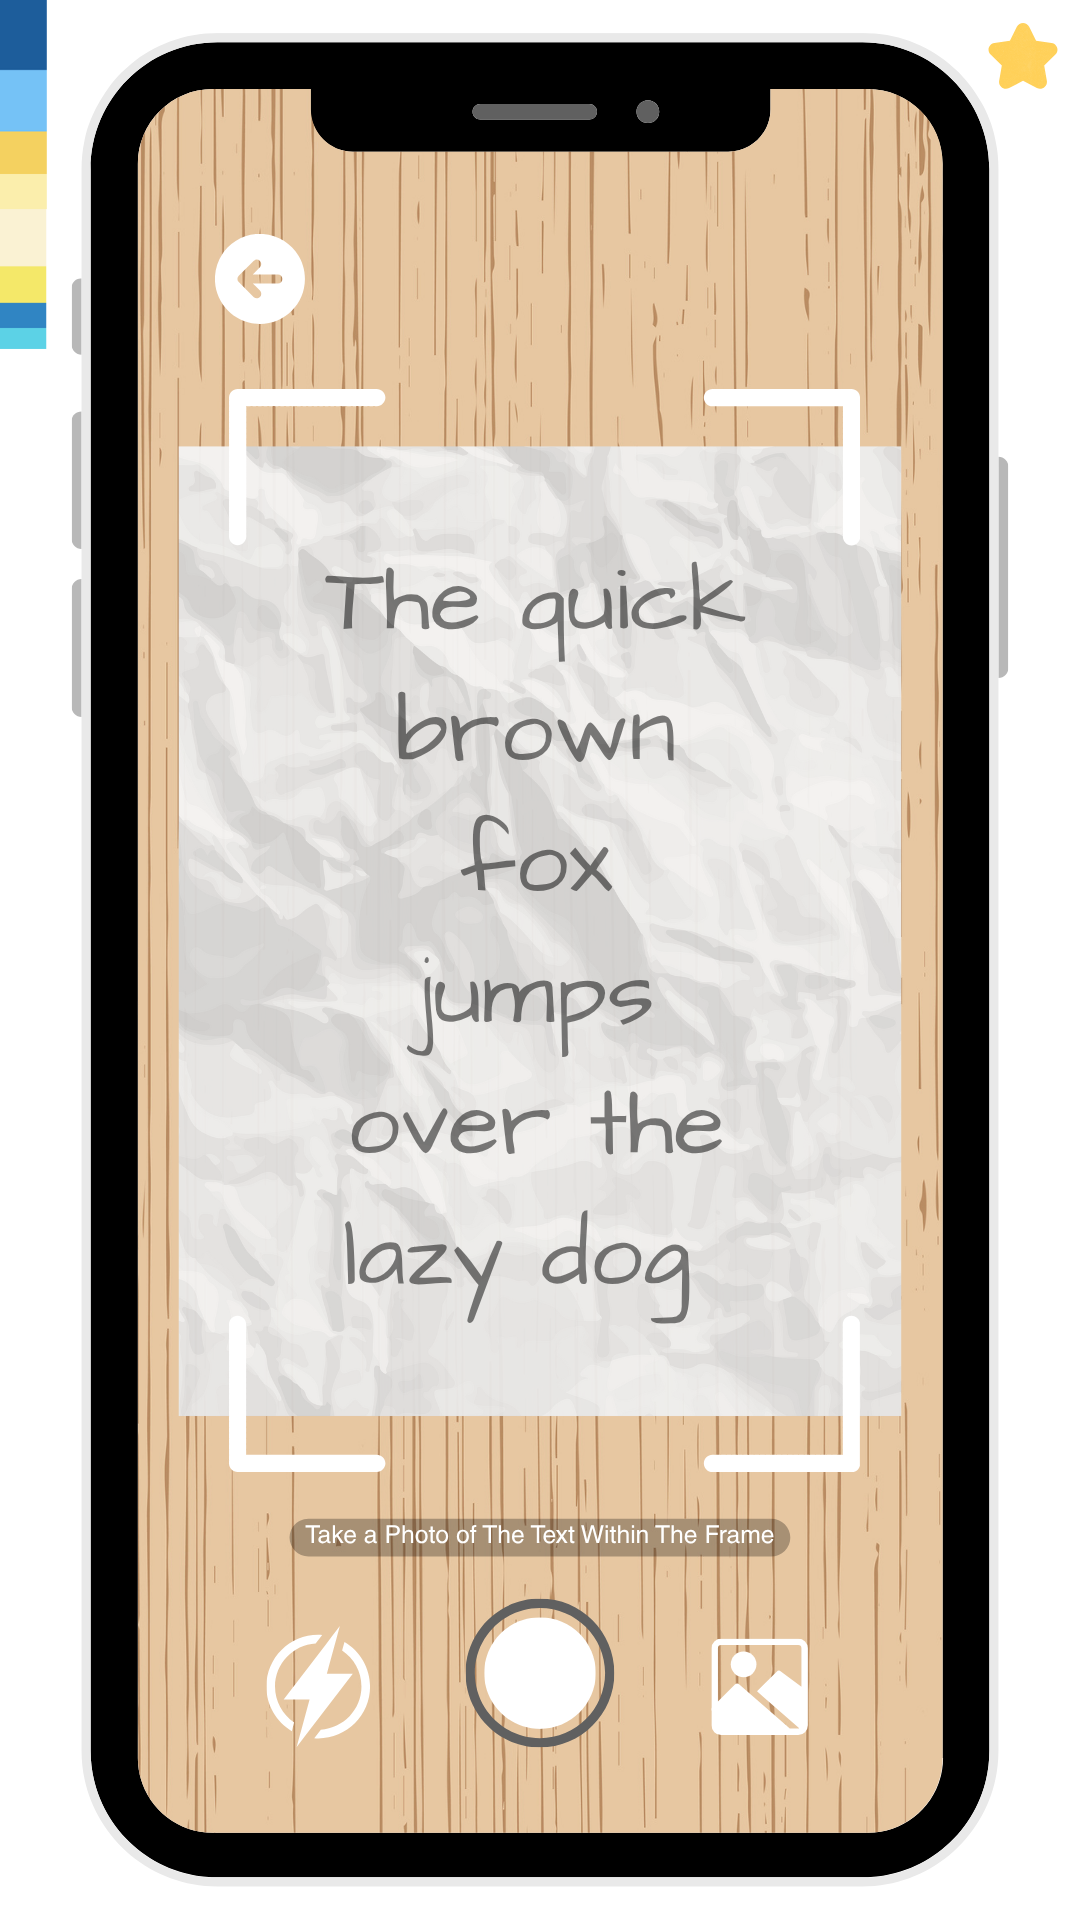 The quick
brown
fox
jumps
over the
lazy dog
Take a Photo of The Text Within The Frame